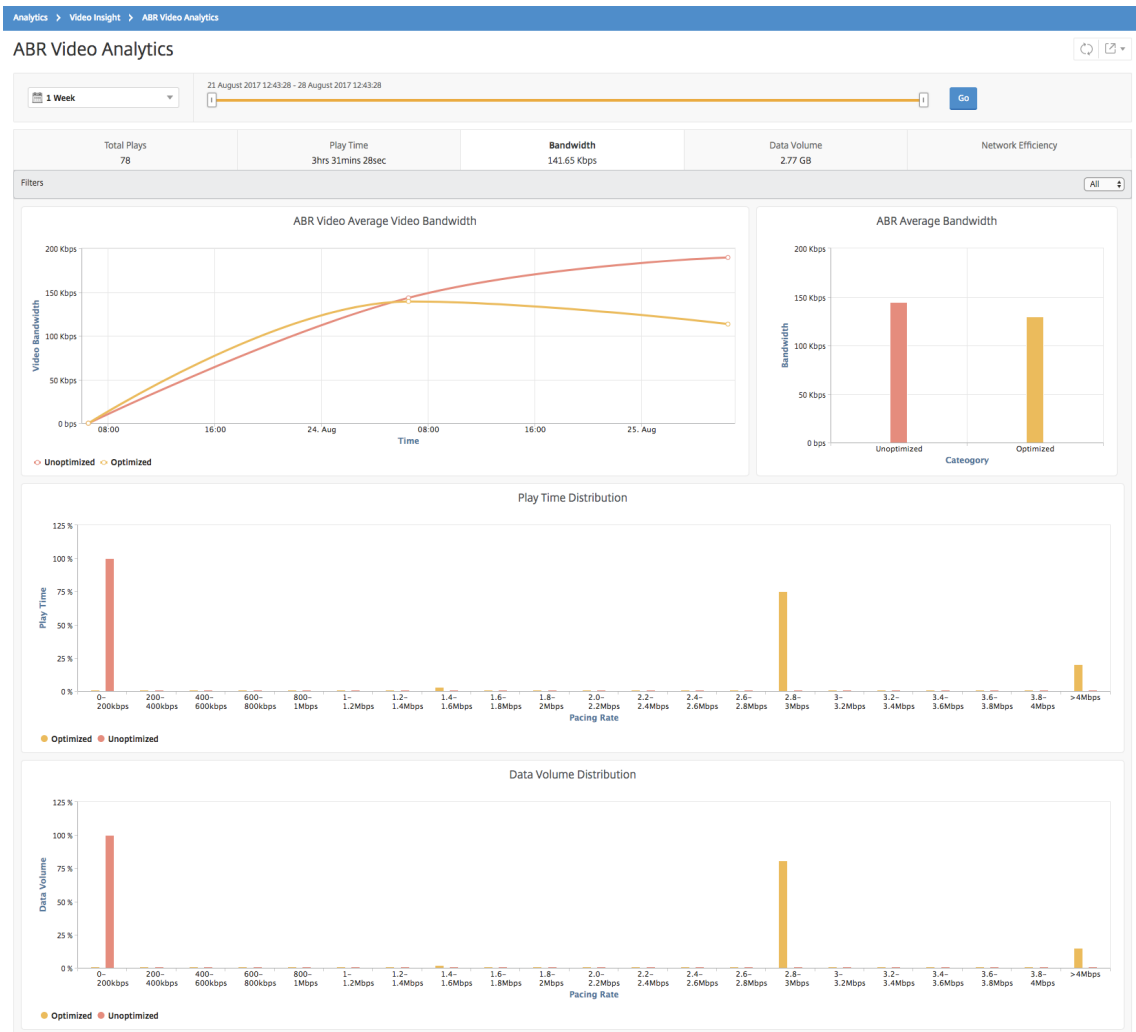 Analytics > Video Insight > ABR Video Analytics
ABR Video Analytics
1 Week
21 August 2017 12:43:28 - 28 August 2017 12:43:28
Go
Total Plays
78
Play Time
3hrs 31mins 28sec
Bandwidth
141.65 Kbps
Data Volume
2.77 GB
Network Efficiency
Filters
All
ABR Video Average Video Bandwidth
200 Kbps
150 Kbps
100 Kbps
50 Kbps
0 bps
Video Bandwidth
08:00 16:00 24. Aug 08:00 16:00 25. Aug
Time
Unoptimized Optimized
ABR Average Bandwidth
200 Kbps
150 Kbps
100 Kbps
50 Kbps
0 bps
Bandwidth
Unoptimized Optimized
Cateogory
Play Time Distribution
125 %
100 %
75 %
50 %
25 %
0 %
Play Time
0– 200– 400– 600– 800– 1– 1.2– 1.4– 1.6– 1.8– 2.0– 2.2– 2.4– 2.6– 2.8– 3– 3.2– 3.4– 3.6– 3.8– >4Mbps
200kbps 400kbps 600kbps 800kbps 1Mbps 1.2Mbps 1.4Mbps 1.6Mbps 1.8Mbps 2Mbps 2.2Mbps 2.4Mbps 2.6Mbps 2.8Mbps 3Mbps 3.2Mbps 3.4Mbps 3.6Mbps 3.8Mbps 4Mbps
Pacing Rate
Optimized Unoptimized
Data Volume Distribution
125 %
100 %
75 %
50 %
25 %
0 %
Data Volume
0– 200– 400– 600– 800– 1– 1.2– 1.4– 1.6– 1.8– 2.0– 2.2– 2.4– 2.6– 2.8– 3– 3.2– 3.4– 3.6– 3.8– >4Mbps
200kbps 400kbps 600kbps 800kbps 1Mbps 1.2Mbps 1.4Mbps 1.6Mbps 1.8Mbps 2Mbps 2.2Mbps 2.4Mbps 2.6Mbps 2.8Mbps 3Mbps 3.2Mbps 3.4Mbps 3.6Mbps 3.8Mbps 4Mbps
Pacing Rate
Optimized Unoptimized